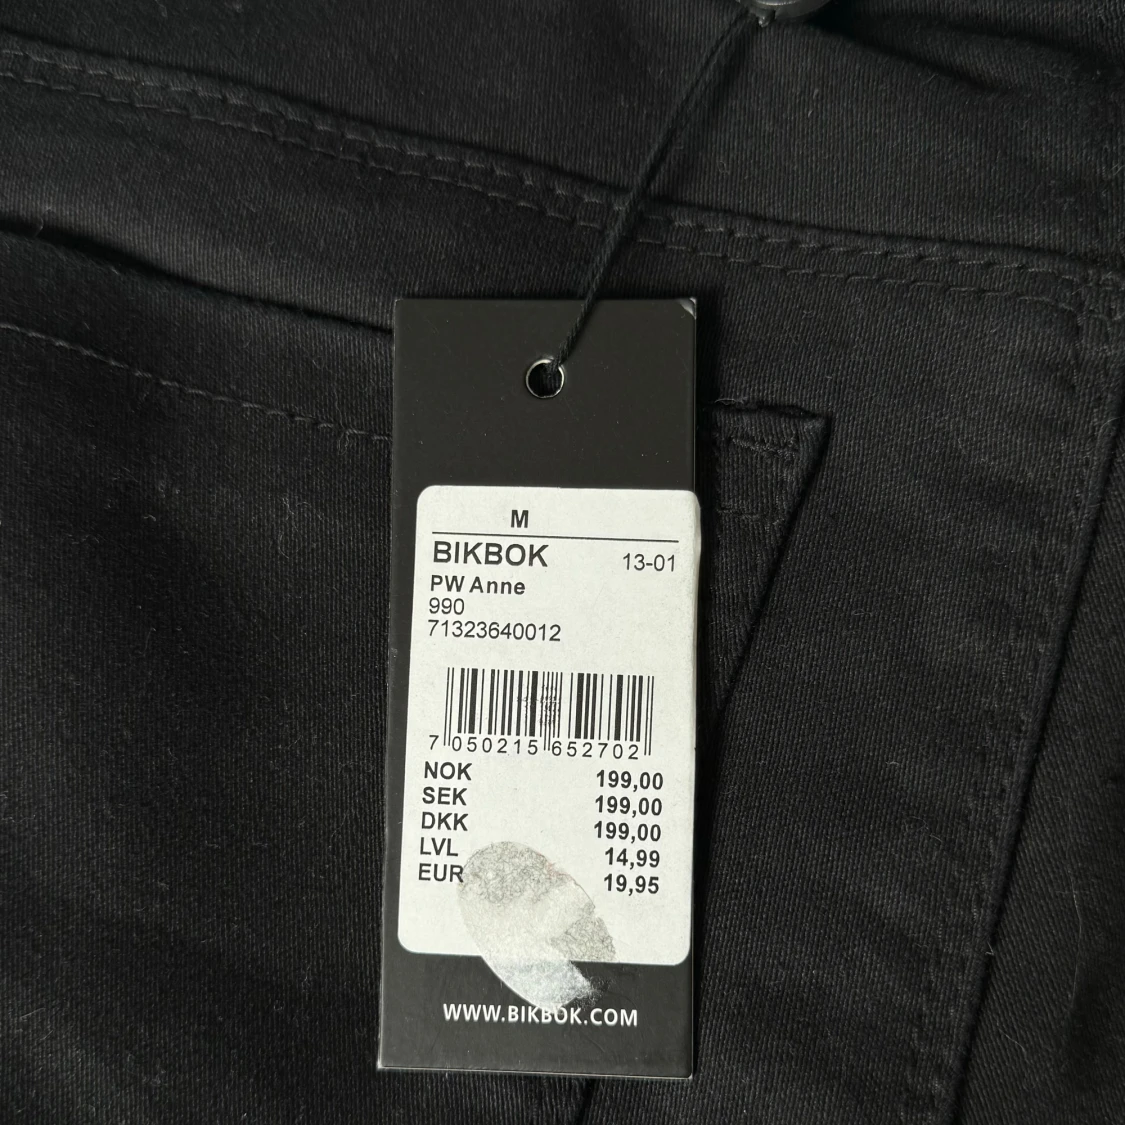 M
BIKBOK 13-01
PW Anne
990
71323640012
7 050215 652702
NOK 199,00
SEK 199,00
DKK 199,00
LVL 14,99
EUR 19,95
WWW.BIKBOK.COM